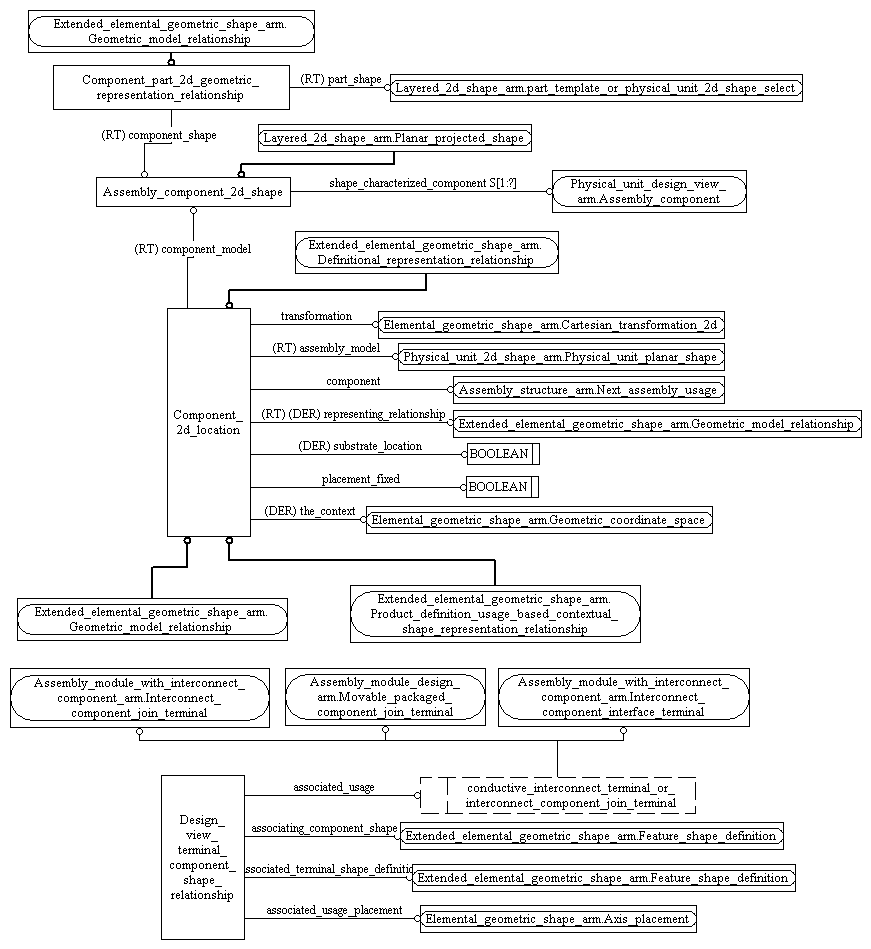 Extended_elemental_geometric_shape_arm.
Geometric_model_relationship
Component_part_2d_geometric_
representation_relationship
(RT) part_shape
Layered_2d_shape_arm.part_template_or_physical_unit_2d_shape_select
(RT) component_shape
Layered_2d_shape_arm.Planar_projected_shape
Assembly_component_2d_shape
shape_characterized_component S[1:?]
Physical_unit_design_view_
arm.Assembly_component
(RT) component_model
Extended_elemental_geometric_shape_arm.
Definitional_representation_relationship
Component_
2d_location
transformation
Elemental_geometric_shape_arm.Cartesian_transformation_2d
(RT) assembly_model
Physical_unit_2d_shape_arm.Physical_unit_planar_shape
component
Assembly_structure_arm.Next_assembly_usage
(RT) (DER) representing_relationship
Extended_elemental_geometric_shape_arm.Geometric_model_relationship
(DER) substrate_location
BOOLEAN
placement_fixed
BOOLEAN
(DER) the_context
Elemental_geometric_shape_arm.Geometric_coordinate_space
Extended_elemental_geometric_shape_arm.
Geometric_model_relationship
Extended_elemental_geometric_shape_arm.
Product_definition_usage_based_contextual_
shape_representation_relationship
Assembly_module_with_interconnect_
component_arm.Interconnect_
component_join_terminal
Assembly_module_design_
arm.Movable_packaged_
component_join_terminal
Assembly_module_with_interconnect_
component_arm.Interconnect_
component_interface_terminal
Design_
view_
terminal_
component_
shape_
relationship
associated_usage
conductive_interconnect_terminal_or_
interconnect_component_join_terminal
associating_component_shape
Extended_elemental_geometric_shape_arm.Feature_shape_definition
ssociated_terminal_shape_definitio
Extended_elemental_geometric_shape_arm.Feature_shape_definition
associated_usage_placement
Elemental_geometric_shape_arm.Axis_placement